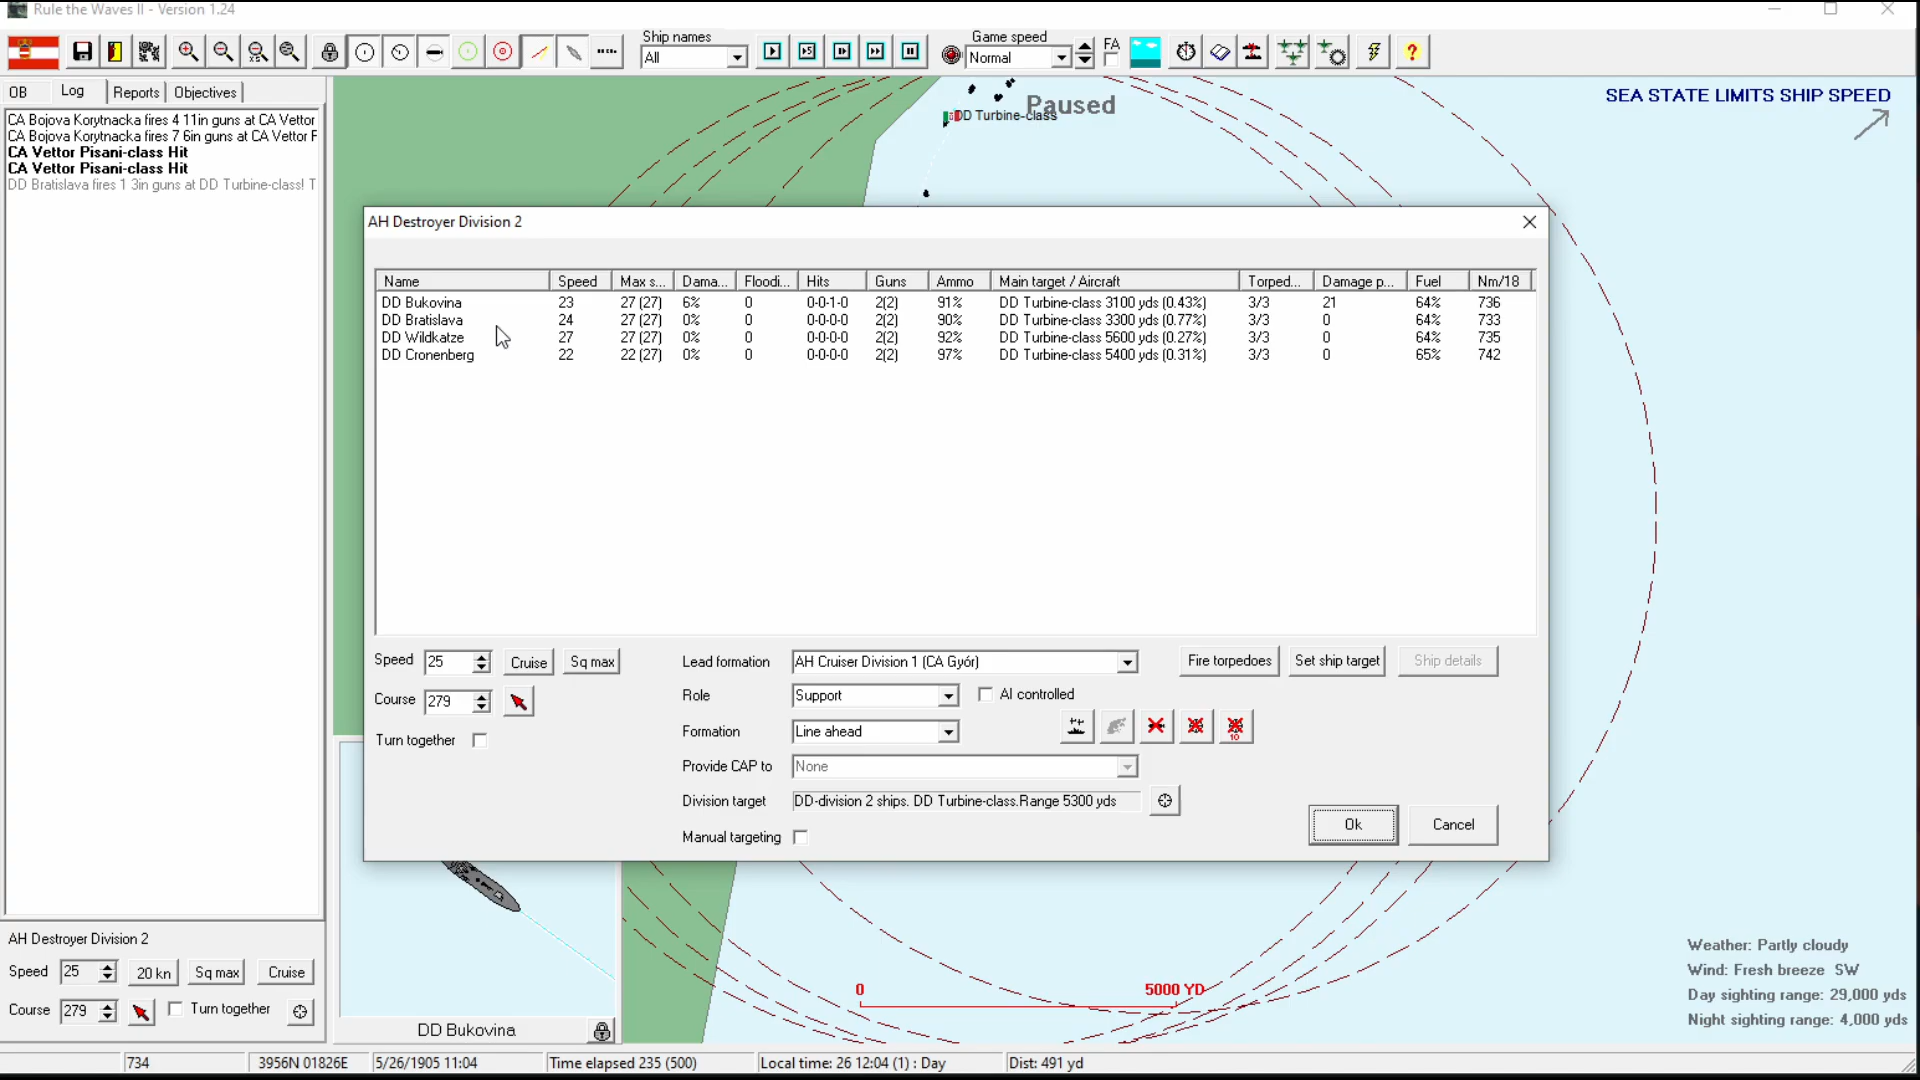 Rule the Waves II - Version 1.24
Ship names
All
Game speed
Normal
FA
OB Log Reports Objectives
CA Bojova Korytnacka fires 4 11in guns at CA Vettor
CA Bojova Korytnacka fires 7 6in guns at CA Vettor F
CA Vettor Pisani-class Hit
CA Vettor Pisani-class Hit
DD Bratislava fires 1 3in guns at DD Turbine-class! T
Paused
DD Turbine-class
SEA STATE LIMITS SHIP SPEED
AH Destroyer Division 2
Name Speed Max s... Dama... Floodi... Hits Guns Ammo Main target / Aircraft Torped... Damage p... Fuel Nm/18
DD Bukovina 23 27 (27) 6% 0 0-0-1-0 2(2) 91% DD Turbine-class 3100 yds (0.43%) 3/3 21 64% 736
DD Bratislava 24 27 (27) 0% 0 0-0-0-0 2(2) 90% DD Turbine-class 3300 yds (0.77%) 3/3 0 64% 733
DD Wildkatze 27 27 (27) 0% 0 0-0-0-0 2(2) 92% DD Turbine-class 5600 yds (0.27%) 3/3 0 64% 735
DD Cronenberg 22 22 (27) 0% 0 0-0-0-0 2(2) 97% DD Turbine-class 5400 yds (0.31%) 3/3 0 65% 742
Speed 25 Cruise Sq max
Course 279
Turn together
Lead formation AH Cruiser Division 1 (CA Györ)
Role Support AI controlled
Formation Line ahead
Provide CAP to None
Division target DD-division 2 ships. DD Turbine-class.Range 5300 yds
Manual targeting
Fire torpedoes Set ship target Ship details
10
Ok Cancel
AH Destroyer Division 2
Speed 25 20 kn Sq max Cruise
Course 279 Turn together
DD Bukovina
0 5000 YD
Weather: Partly cloudy
Wind: Fresh breeze SW
Day sighting range: 29,000 yds
Night sighting range: 4,000 yds
734 3956N 01826E 5/26/1905 11:04 Time elapsed 235 (500) Local time: 26 12:04 (1) : Day Dist: 491 yd